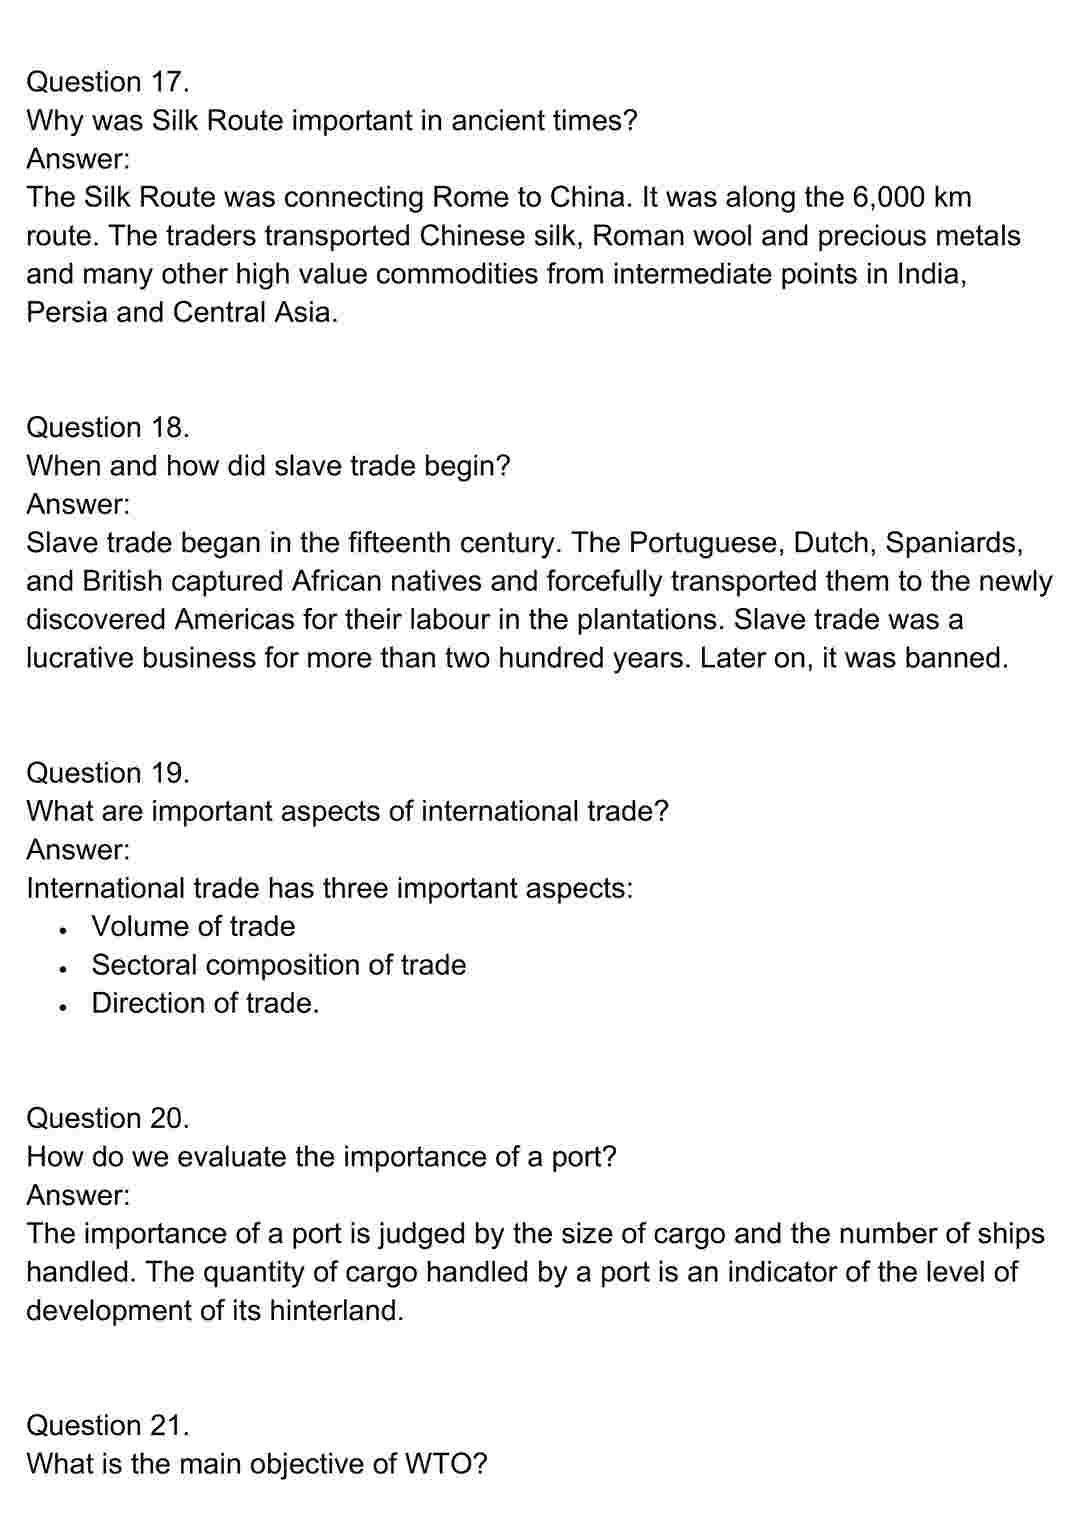 Question 17.
Why was Silk Route important in ancient times?
Answer:
The Silk Route was connecting Rome to China. It was along the 6,000 km
route. The traders transported Chinese silk, Roman wool and precious metals
and many other high value commodities from intermediate points in India,
Persia and Central Asia.
Question 18.
When and how did slave trade begin?
Answer:
Slave trade began in the fifteenth century. The Portuguese, Dutch, Spaniards,
and British captured African natives and forcefully transported them to the newly
discovered Americas for their labour in the plantations. Slave trade was a
lucrative business for more than two hundred years. Later on, it was banned.
Question 19.
What are important aspects of international trade?
Answer:
International trade has three important aspects:
• Volume of trade
• Sectoral composition of trade
• Direction of trade.
Question 20.
How do we evaluate the importance of a port?
Answer:
The importance of a port is judged by the size of cargo and the number of ships
handled. The quantity of cargo handled by a port is an indicator of the level of
development of its hinterland.
Question 21.
What is the main objective of WTO?